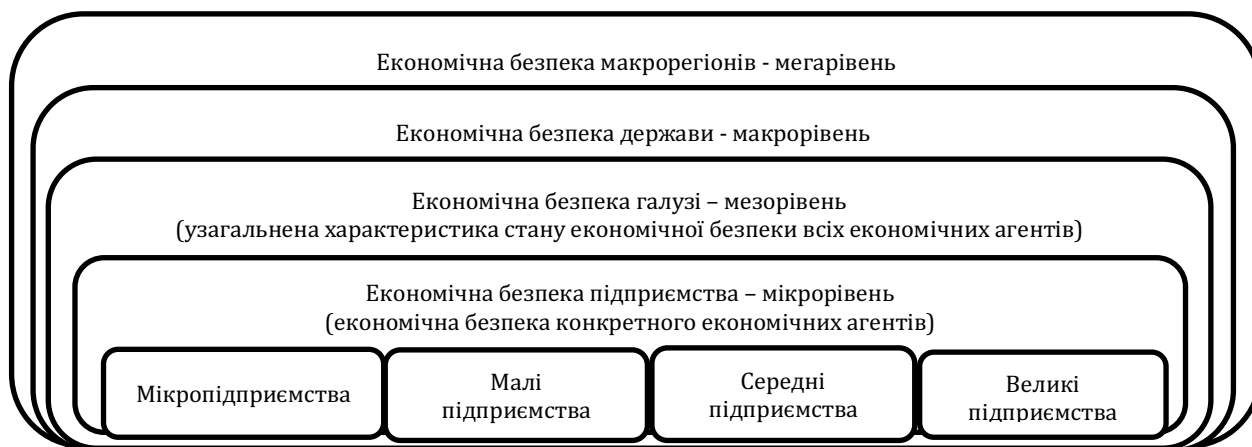 Економічна безпека макрорегіонів - мегарівень
Економічна безпека держави - макрорівень
Економічна безпека галузі – мезорівень
(узагальнена характеристика стану економічної безпеки всіх економічних агентів)
Економічна безпека підприємства – мікрорівень
(економічна безпека конкретного економічних агентів)
Мікропідприємства
Малі
підприємства
Середні
підприємства
Великі
підприємства